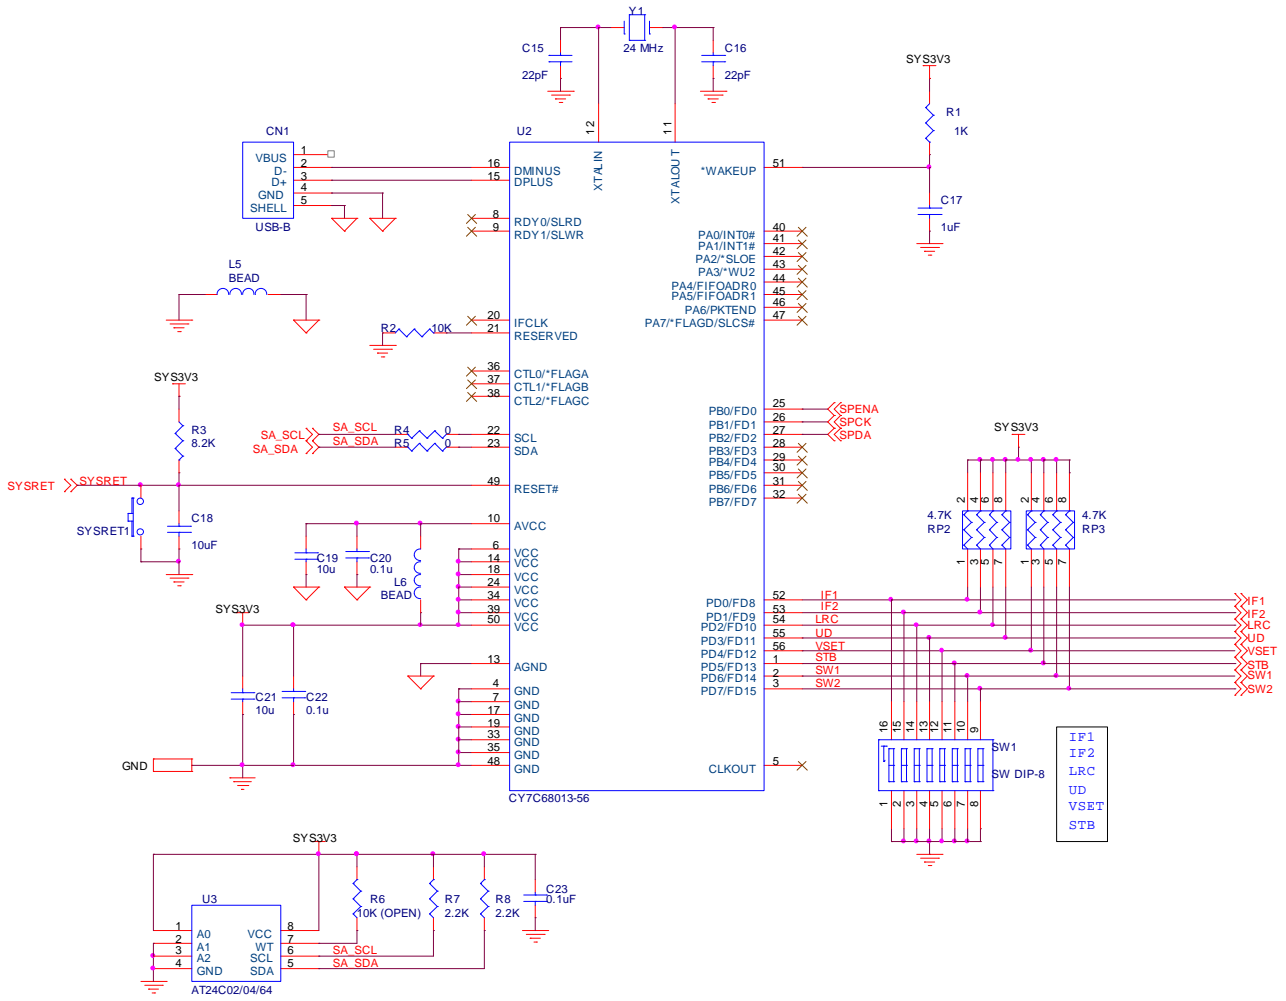 Y1
24 MHz
C15
22pF
C16
22pF
SYS3V3
R1
1K
C17
1uF
CN1
VBUS
D-
D+
GND
SHELL
1
2
3
4
5
USB-B
U2
12
11
XTALIN
XTALOUT
16 DMINUS
15 DPLUS
8 RDY0/SLRD
9 RDY1/SLWR
20 IFCLK
21 RESERVED
36 CTL0/*FLAGA
37 CTL1/*FLAGB
38 CTL2/*FLAGC
22 SCL
23 SDA
49 RESET#
10 AVCC
6 VCC
14 VCC
18 VCC
24 VCC
34 VCC
39 VCC
50 VCC
13 AGND
4 GND
7 GND
17 GND
19 GND
33 GND
35 GND
48 GND
*WAKEUP 51
PA0/INT0# 40
PA1/INT1# 41
PA2/*SLOE 42
PA3/*WU2 43
PA4/FIFOADR0 44
PA5/FIFOADR1 45
PA6/PKTEND 46
PA7/*FLAGD/SLCS# 47
PB0/FD0 25 SPENA
PB1/FD1 26 SPCK
PB2/FD2 27 SPDA
PB3/FD3 28
PB4/FD4 29
PB5/FD5 30
PB6/FD6 31
PB7/FD7 32
PD0/FD8 52 IF1 IF1
PD1/FD9 53 IF2 IF2
PD2/FD10 54 LRC LRC
PD3/FD11 55 UD UD
PD4/FD12 56 VSET VSET
PD5/FD13 1 STB STB
PD6/FD14 2 SW1 SW1
PD7/FD15 3 SW2 SW2
CLKOUT 5
CY7C68013-56
L5
BEAD
R2 10K
SYS3V3
R3
8.2K
SA_SCL SA_SCL R4 0
SA_SDA SA_SDA R5 0
SYSRET SYSRET
SYSRET1
C18
10uF
C19
10u
C20
0.1u
L6
BEAD
SYS3V3
C21
10u
C22
0.1u
GND
SYS3V3
2 4 6 8
2 4 6 8
4.7K
RP2
4.7K
RP3
1 3 5 7
1 3 5 7
16 15 14 13 12 11 10 9
SW1
SW DIP-8
1 2 3 4 5 6 7 8
IF1
IF2
LRC
UD
VSET
STB
SYS3V3
U3
R6
10K (OPEN)
R7
2.2K
R8
2.2K
C23
0.1uF
1 A0
2 A1
3 A2
4 GND
VCC 8
WT 7
SCL 6 SA_SCL
SDA 5 SA_SDA
AT24C02/04/64